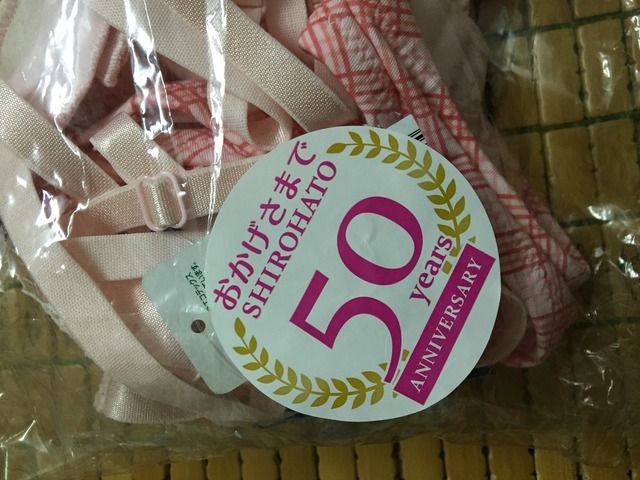 おかげさまで
SHIROHATO
50
years
ANNIVERSARY